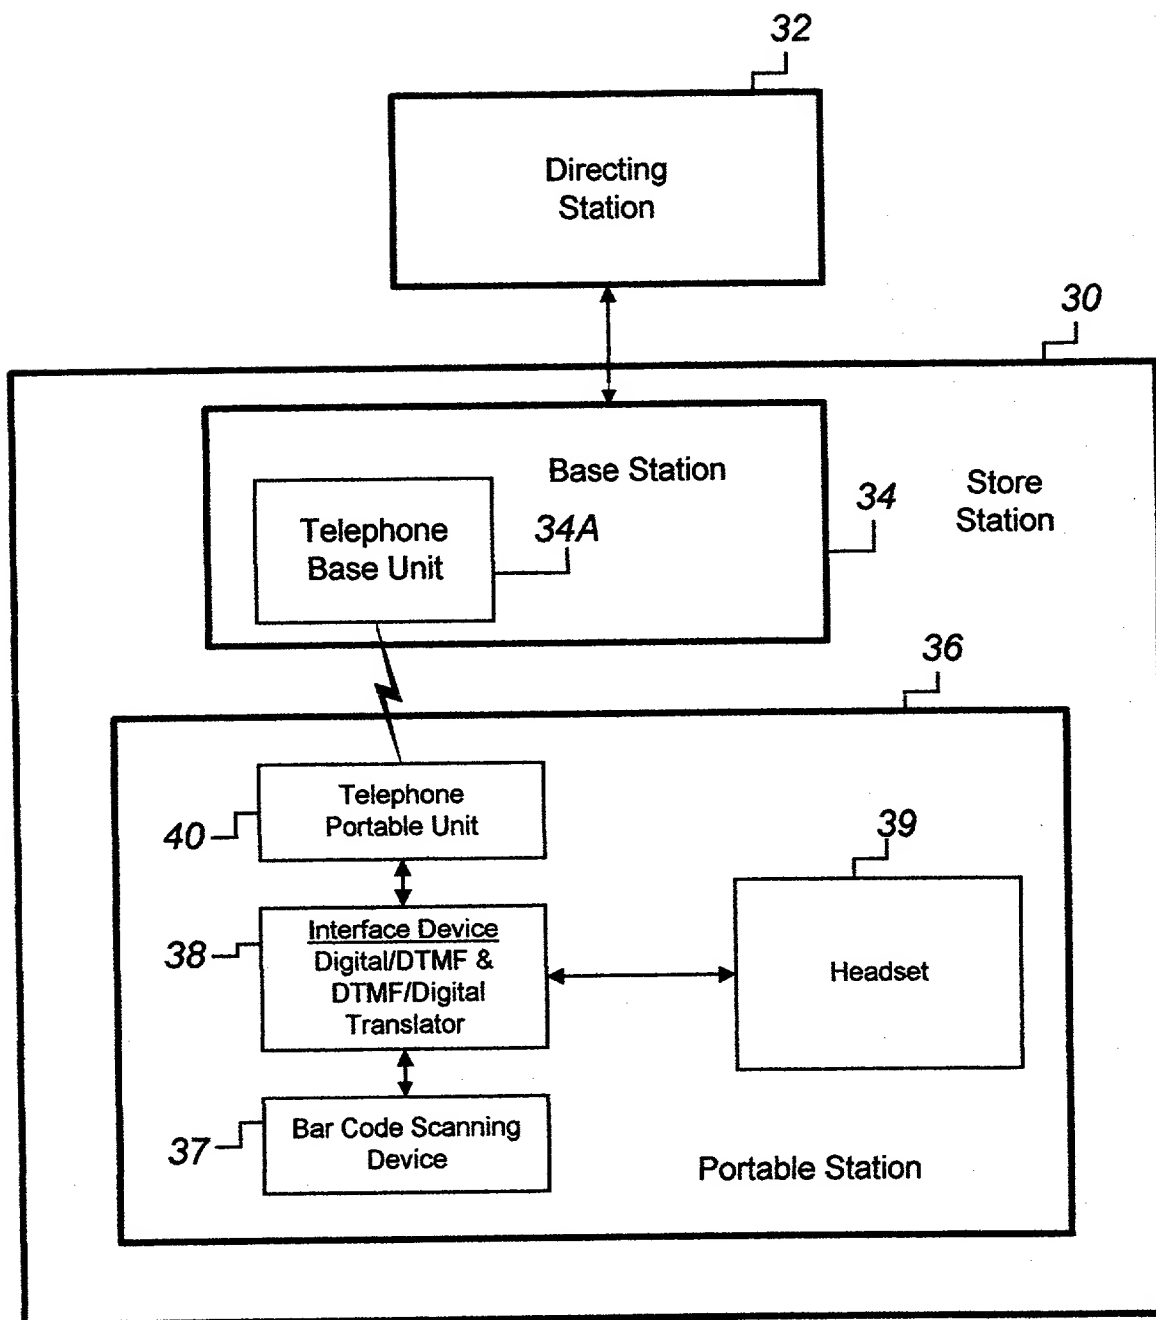 32
Directing
Station
30
Base Station
Store
Station
34
Telephone
Base Unit
34A
36
Telephone
Portable Unit
40
39
Interface Device
Digital/DTMF &
DTMF/Digital
Translator
38
Headset
Bar Code Scanning
Device
37
Portable Station